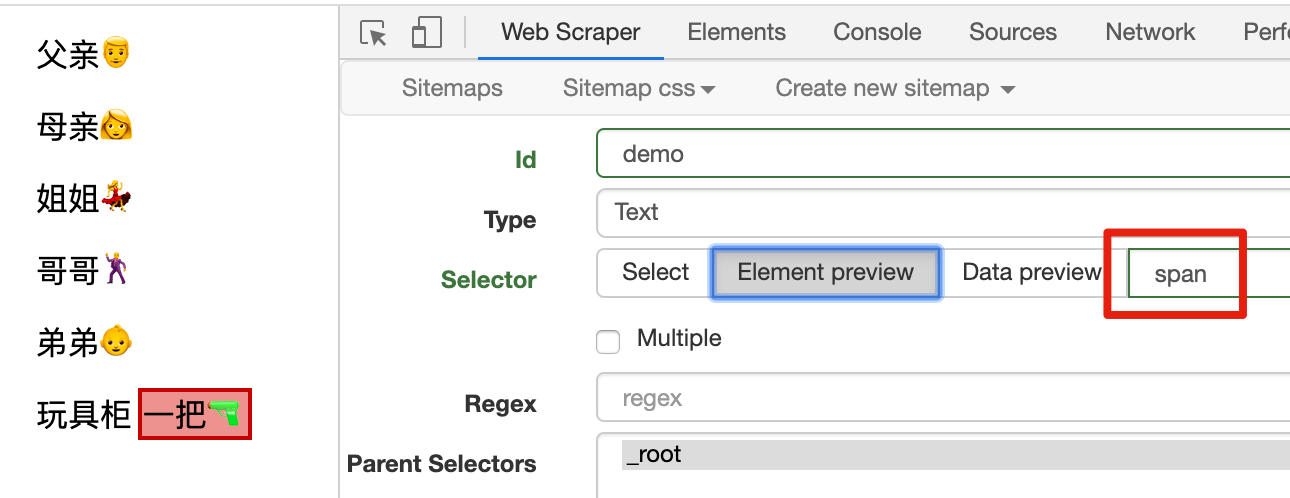 父亲👨
母亲👩
姐姐💃
哥哥🕺
弟弟👶
玩具柜 一把🔫
Web Scraper Elements Console Sources Network
Sitemaps Sitemap css Create new sitemap
Id demo
Type Text
Selector Select Element preview Data preview span
Multiple
Regex regex
Parent Selectors _root